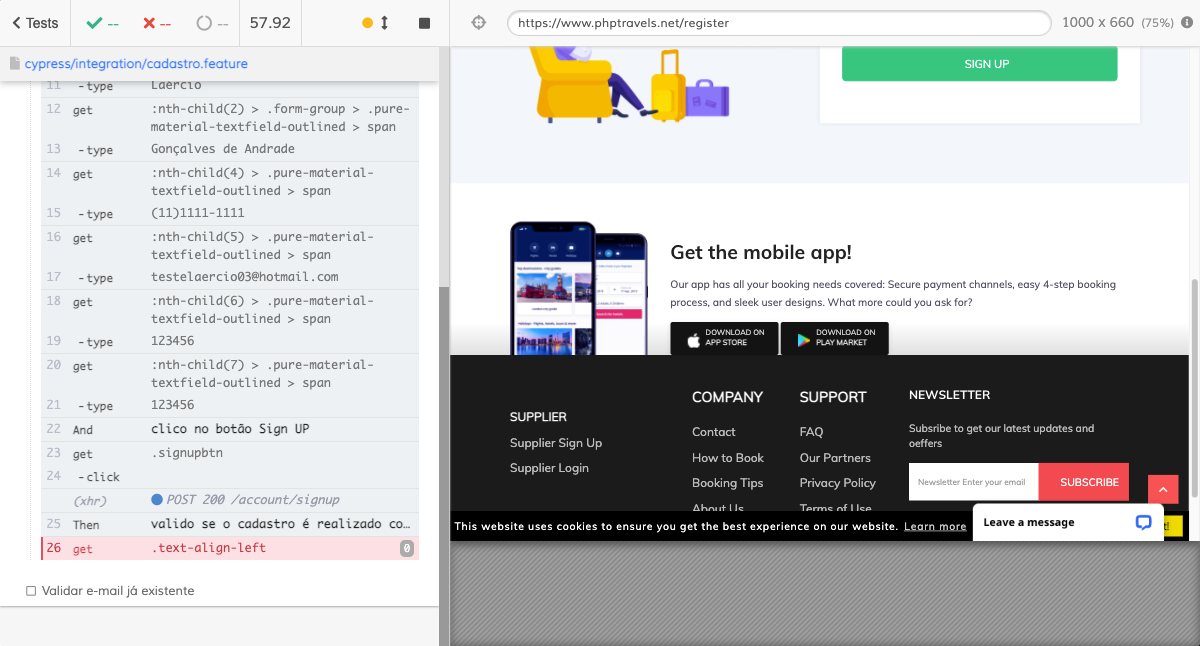 Tests
--
--
--
57.92
https://www.phptravels.net/register
1000 x 660 (75%)
cypress/integration/cadastro.feature
11 -type Laercio
12 get :nth-child(2) > .form-group > .pure-
material-textfield-outlined > span
13 -type Gonçalves de Andrade
14 get :nth-child(4) > .pure-material-
textfield-outlined > span
15 -type (11)1111-1111
16 get :nth-child(5) > .pure-material-
textfield-outlined > span
17 -type testelaercio03@hotmail.com
18 get :nth-child(6) > .pure-material-
textfield-outlined > span
19 -type 123456
20 get :nth-child(7) > .pure-material-
textfield-outlined > span
21 -type 123456
22 And clico no botão Sign UP
23 get .signupbtn
24 -click
(xhr) POST 200 /account/signup
25 Then valido se o cadastro é realizado co…
26 get .text-align-left 0
Validar e-mail já existente
SIGN UP
Get the mobile app!
Our app has all your booking needs covered: Secure payment channels, easy 4-step booking
process, and sleek user designs. What more could you ask for?
DOWNLOAD ON
APP STORE
DOWNLOAD ON
PLAY MARKET
SUPPLIER
Supplier Sign Up
Supplier Login
COMPANY
Contact
How to Book
Booking Tips
About Us
SUPPORT
FAQ
Our Partners
Privacy Policy
Terms of Use
NEWSLETTER
Subsribe to get our latest updates and
oeffers
Newsletter Enter your email
SUBSCRIBE
This website uses cookies to ensure you get the best experience on our website. Learn more
Leave a message